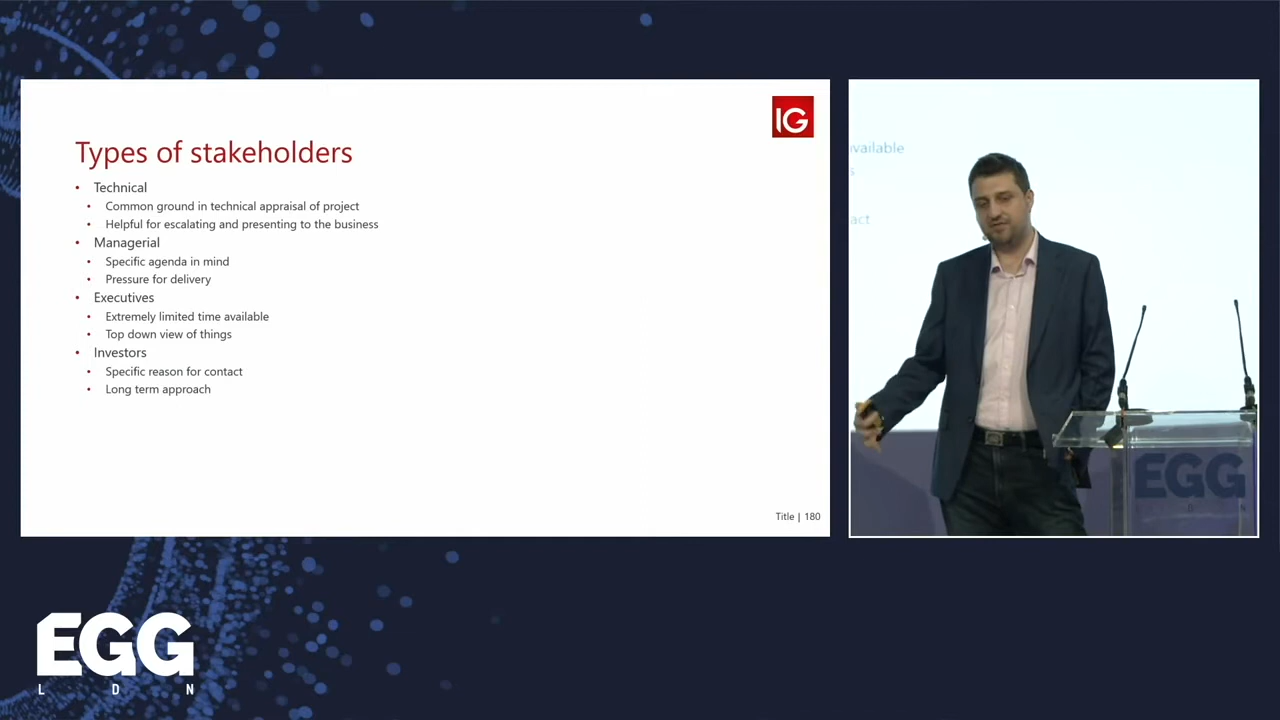 IG
Types of stakeholders
• Technical
• Common ground in technical appraisal of project
• Helpful for escalating and presenting to the business
• Managerial
• Specific agenda in mind
• Pressure for delivery
• Executives
• Extremely limited time available
• Top down view of things
• Investors
• Specific reason for contact
• Long term approach
Title | 180
available
s
act
EGG
L D N
EGG
L D N